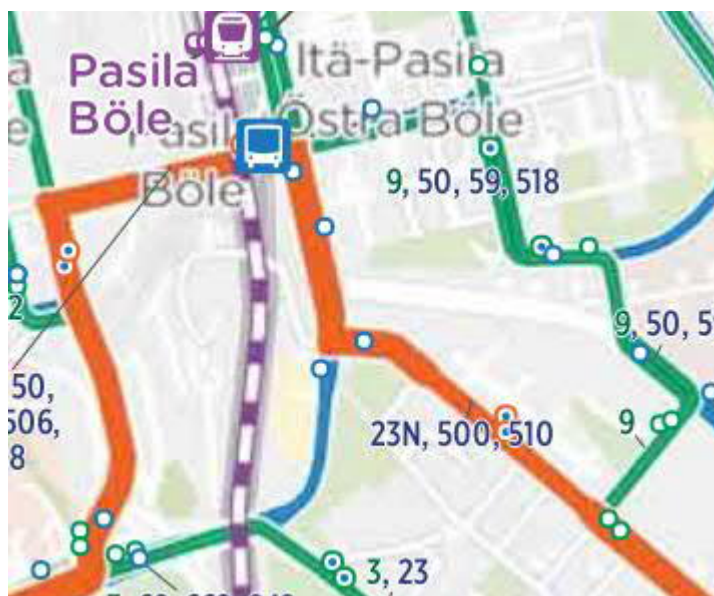 Pasila
Böle
Itä-Pasila
Östra Böle
Böle
9, 50, 59, 518
2
9, 50,
50,
506,
8
23N, 500, 510
9
3, 23